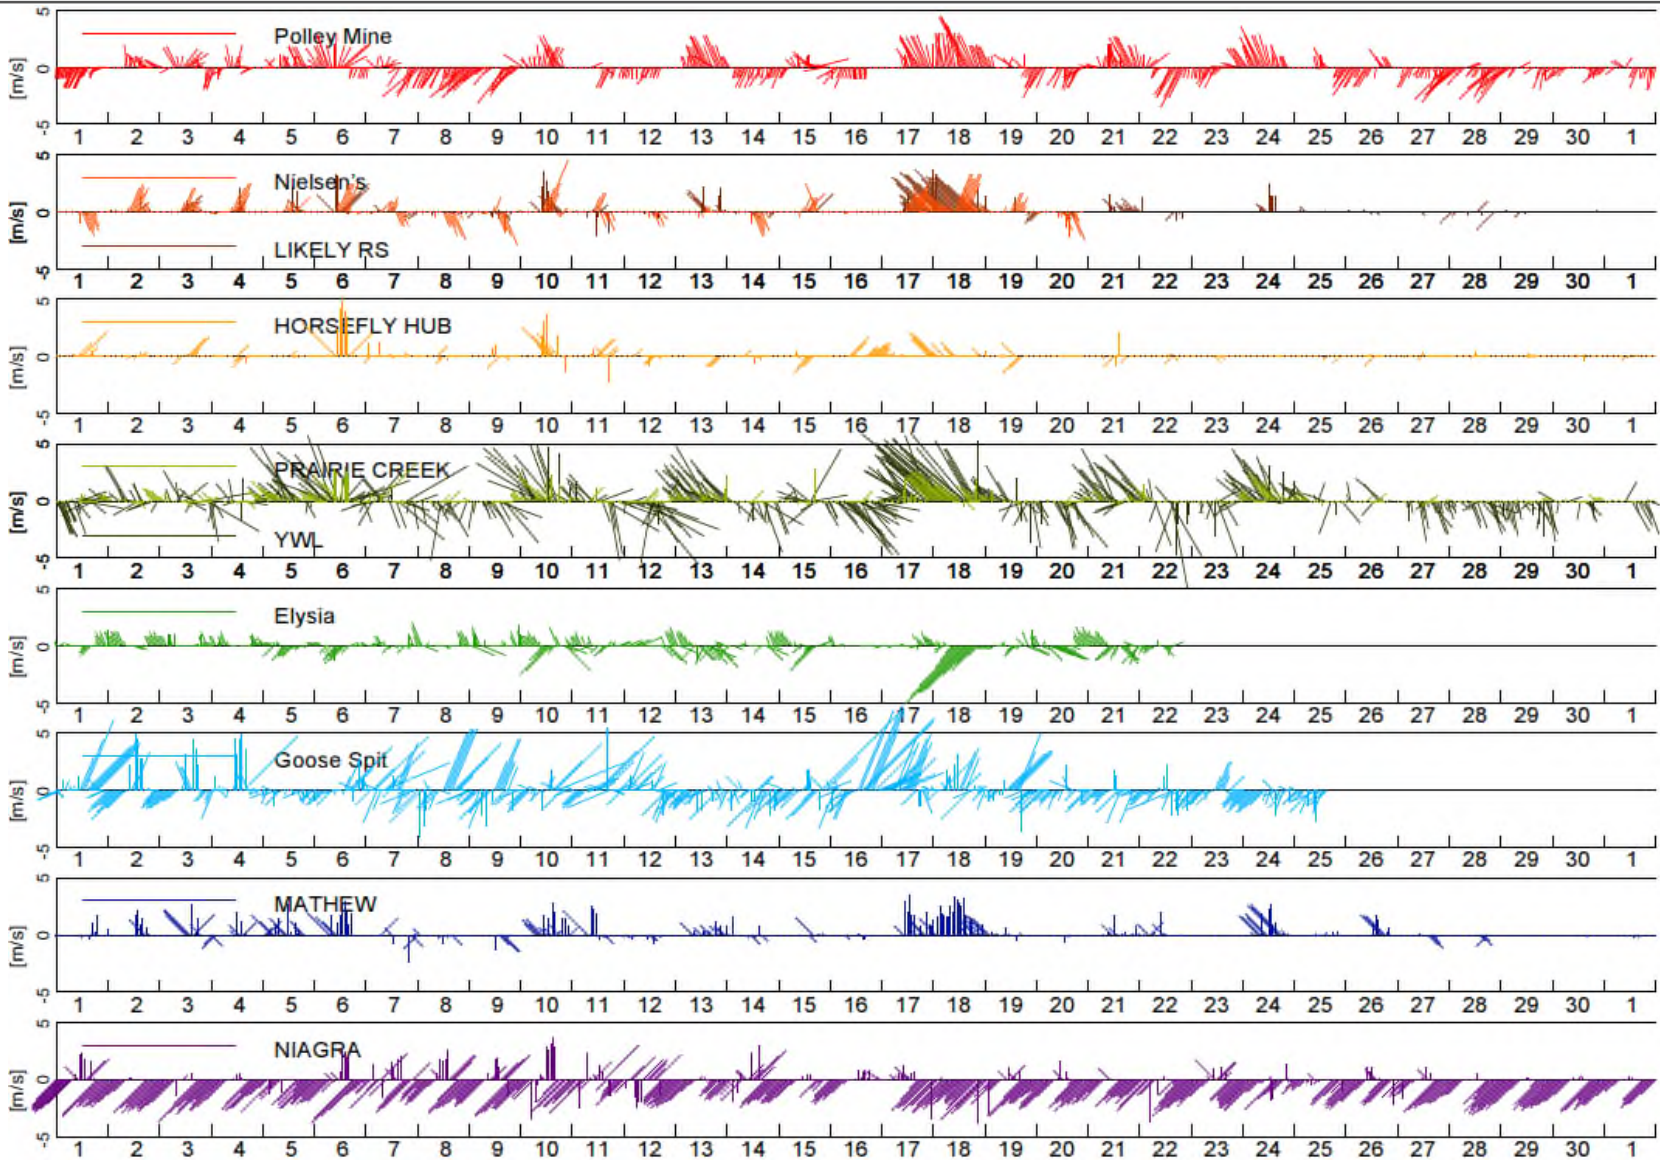 5
Polley Mine
[m/s]
0
-5
1 2 3 4 5 6 7 8 9 10 11 12 13 14 15 16 17 18 19 20 21 22 23 24 25 26 27 28 29 30 1
5
Nielsen's
[m/s]
0
LIKELY RS
-5
1 2 3 4 5 6 7 8 9 10 11 12 13 14 15 16 17 18 19 20 21 22 23 24 25 26 27 28 29 30 1
5
HORSEFLY HUB
[m/s]
0
-5
1 2 3 4 5 6 7 8 9 10 11 12 13 14 15 16 17 18 19 20 21 22 23 24 25 26 27 28 29 30 1
5
PRAIRIE CREEK
[m/s]
0
YWL
-5
1 2 3 4 5 6 7 8 9 10 11 12 13 14 15 16 17 18 19 20 21 22 23 24 25 26 27 28 29 30 1
5
Elysia
[m/s]
0
-5
1 2 3 4 5 6 7 8 9 10 11 12 13 14 15 16 17 18 19 20 21 22 23 24 25 26 27 28 29 30 1
5
Goose Spit
[m/s]
0
-5
1 2 3 4 5 6 7 8 9 10 11 12 13 14 15 16 17 18 19 20 21 22 23 24 25 26 27 28 29 30 1
5
MATHEW
[m/s]
0
-5
1 2 3 4 5 6 7 8 9 10 11 12 13 14 15 16 17 18 19 20 21 22 23 24 25 26 27 28 29 30 1
5
NIAGRA
[m/s]
0
-5
1 2 3 4 5 6 7 8 9 10 11 12 13 14 15 16 17 18 19 20 21 22 23 24 25 26 27 28 29 30 1